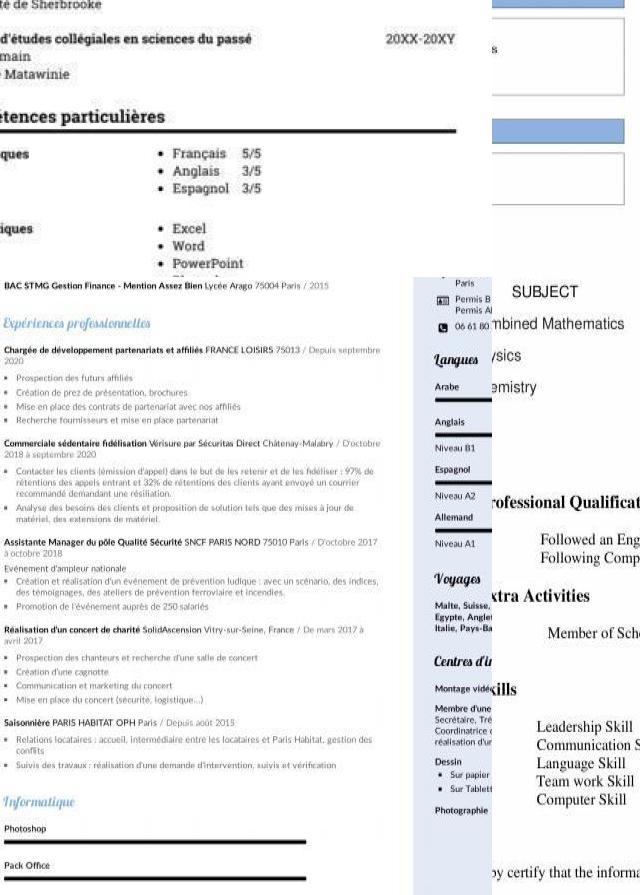 té de Sherbrooke
d'études collégiales en sciences du passé 20XX-20XY
main
Matawinie
tences particulières
ques
• Français 5/5
• Anglais 3/5
• Espagnol 3/5
iques
• Excel
• Word
• PowerPoint
s
BAC STMG Gestion Finance - Mention Assez Bien Lycée Arago 75004 Paris / 2015
Expériences professionnelles
Chargée de développement partenariats et affiliés FRANCE LOISIRS 75013 / Depuis septembre
2020
Prospection des futurs affiliés
Création de prez de présentation, brochures
Mise en place des contrats de partenariat avec nos affiliés
Recherche fournisseurs et mise en place partenariat
Commerciale sédentaire fidélisation Vérisure par Sécuritas Direct Châtenay-Malabry / D'octobre
2018 à septembre 2020
Contacter les clients (émission d'appel) dans le but de les retenir et de les fidéliser : 97% de
rétentions des appels entrant et 32% de rétentions des clients ayant envoyé un courrier
recommandé demandant une résiliation.
Analyse des besoins des clients et proposition de solution tels que des mises à jour de
matériel, des extensions de matériel.
Assistante Manager du pôle Qualité Sécurité SNCF PARIS NORD 75010 Paris / D'octobre 2017
à octobre 2018
Evénement d'ampleur nationale
Création et réalisation d'un evénement de prévention ludique : avec un scénario, des indices,
des témoignages, des ateliers de prévention ferroviaire et incendies.
Promotion de l'événement auprès de 250 salariés
Réalisation d'un concert de charité SolidAscension Vitry-sur-Seine, France / De mars 2017 à
avril 2017
Prospection des chanteurs et recherche d'une salle de concert
Création d'une cagnotte
Communication et marketing du concert
Mise en place du concert (sécurité, logistique...)
Saisonnière PARIS HABITAT OPH Paris / Depuis août 2015
Relations locataires : accueil, intermédiaire entre les locataires et Paris Habitat, gestion des
conflits
Suivis des travaux : réalisation d'une demande d'intervention, suivis et vérification
Informatique
Photoshop
Pack Office
Paris
Permis B
Permis A
06 61 80
Langues
Arabe
Anglais
Niveau B1
Espagnol
Niveau A2
Allemand
Niveau A1
Voyages
Malte, Suisse,
Egypte, Anglet
Italie, Pays-Ba
Centres d'in
Montage vidé
Membre d'une
Secrétaire, Tré
Coordinatrice
réalisation d'ur
Dessin
• Sur papier
• Sur Tablett
Photographie
SUBJECT
mbined Mathematics
ysics
emistry
rofessional Qualificat
Followed an Eng
Following Comp
xtra Activities
Member of Scho
kills
Leadership Skill
Communication S
Language Skill
Team work Skill
Computer Skill
by certify that the informa